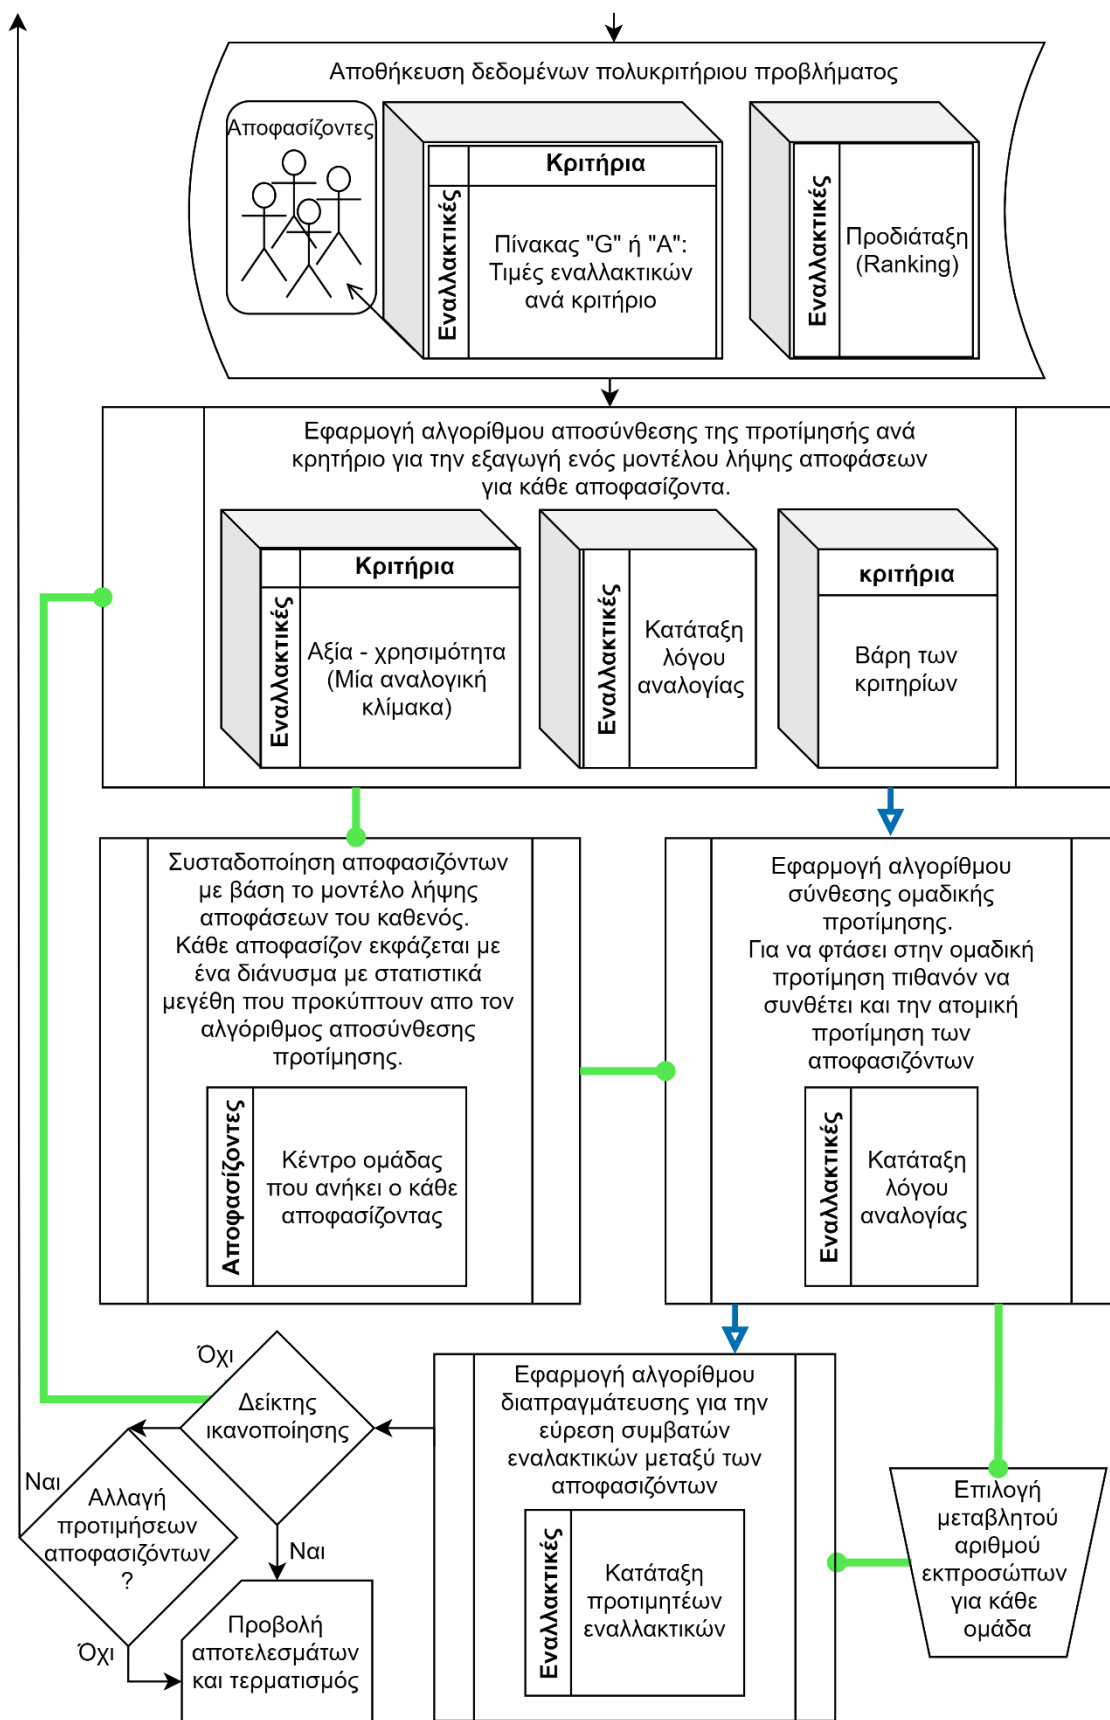 Αποθήκευση δεδομένων πολυκριτήριου προβλήματος
Αποφασίζοντες
Κριτήρια
Εναλλακτικές
Πίνακας "G" ή "A":
Τιμές εναλλακτικών
ανά κριτήριο
Εναλλακτικές
Προδιάταξη
(Ranking)
Εφαρμογή αλγορίθμου αποσύνθεσης της προτίμησής ανά
κρητήριο για την εξαγωγή ενός μοντέλου λήψης αποφάσεων
για κάθε αποφασίζοντα.
Κριτήρια
Εναλλακτικές
Αξία - χρησιμότητα
(Μία αναλογική
κλίμακα)
Εναλλακτικές
Κατάταξη
λόγου
αναλογίας
κριτήρια
Βάρη των
κριτηρίων
Συσταδοποίηση αποφασιζόντων
με βάση το μοντέλο λήψης
αποφάσεων του καθενός.
Κάθε αποφασίζον εκφάζεται με
ένα διάνυσμα με στατιστικά
μεγέθη που προκύπτουν απο τον
αλγόριθμος αποσύνθεσης
προτίμησης.
Αποφασίζοντες
Κέντρο ομάδας
που ανήκει ο κάθε
αποφασίζοντας
Εφαρμογή αλγορίθμου
σύνθεσης ομαδικής
προτίμησης.
Για να φτάσει στην ομαδική
προτίμηση πιθανόν να
συνθέτει και την ατομική
προτίμηση των
αποφασιζόντων
Εναλλακτικές
Κατάταξη
λόγου
αναλογίας
Όχι
Δείκτης
ικανοποίησης
Ναι
Αλλαγή
προτιμήσεων
αποφασιζόντων
?
Ναι
Όχι
Προβολή
αποτελεσμάτων
και τερματισμός
Εφαρμογή αλγορίθμου
διαπραγμάτευσης για την
εύρεση συμβατών
εναλακτικών μεταξύ των
αποφασιζόντων
Εναλλακτικές
Κατάταξη
προτιμητέων
εναλλακτικών
Επιλογή
μεταβλητού
αριθμού
εκπροσώπων
για κάθε
ομάδα